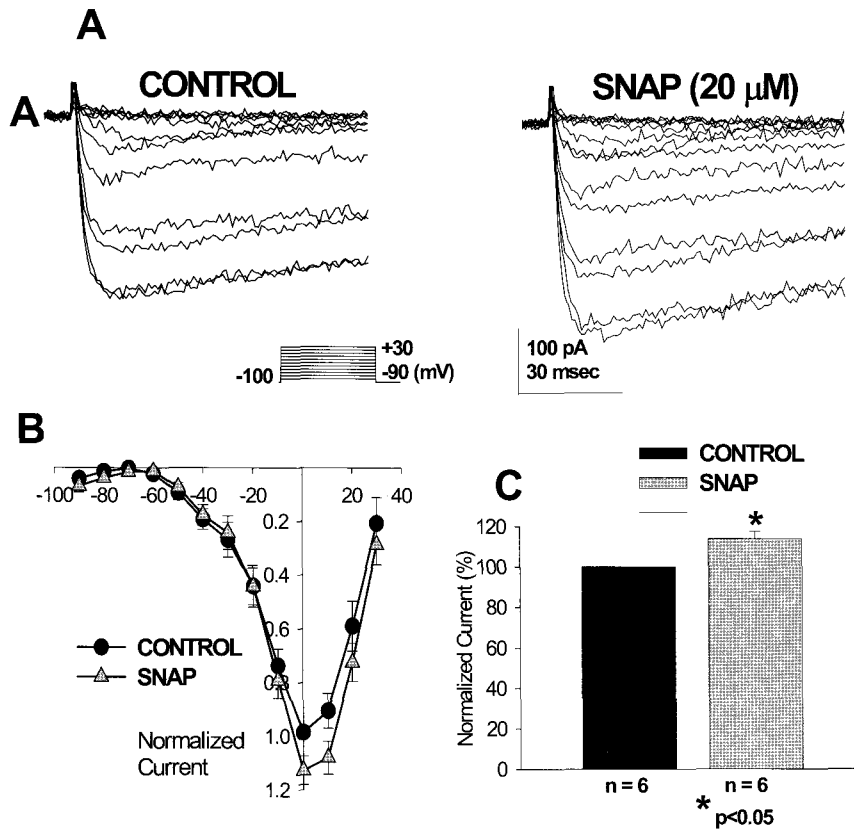 A
A
CONTROL
SNAP (20 µM)
+30
-100
-90 (mV)
100 pA
30 msec
B
-100 -80 -60 -40 -20 20 40
0.2
0.4
0.6
0.8
1.0
1.2
CONTROL
SNAP
Normalized
Current
C
CONTROL
SNAP
120
100
80
60
40
20
0
Normalized Current (%)
*
n = 6
n = 6
* p<0.05